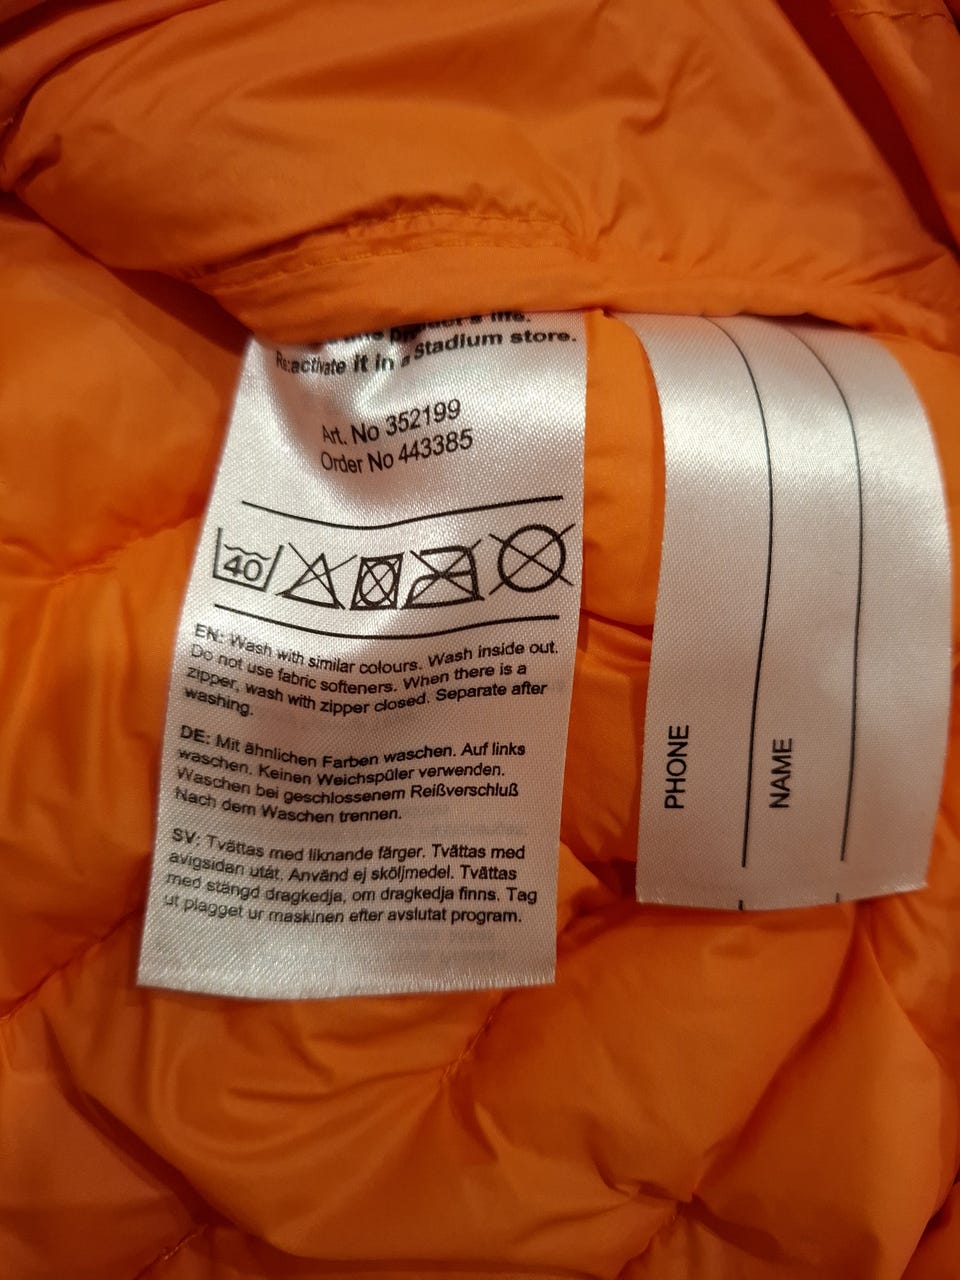 product's life.
Re:activate it in a Stadium store.
Art. No 352199
Order No 443385
40
EN: Wash with similar colours. Wash inside out.
Do not use fabric softeners. When there is a
zipper, wash with zipper closed. Separate after
washing.
DE: Mit ähnlichen Farben waschen. Auf links
waschen. Keinen Weichspüler verwenden.
Waschen bei geschlossenem Reißverschluß
Nach dem Waschen trennen.
SV: Tvättas med liknande färger. Tvättas med
avigsidan utåt. Använd ej sköljmedel. Tvättas
med stängd dragkedja, om dragkedja finns. Tag
ut plagget ur maskinen efter avslutat program.
PHONE
NAME